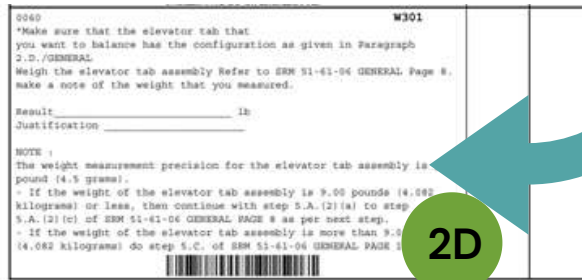 0060 W301
*Make sure that the elevator tab that
you want to balance has the configuration as given in Paragraph
2.D./GENERAL
Weigh the elevator tab assembly Refer to SRM 51-61-06 GENERAL Page 8.
make a note of the weight that you measured.
Result____________________________ lb
Justification ____________________
NOTE :
The weight measurement precision for the elevator tab assembly is
pound (4.5 grams).
- If the weight of the elevator tab assembly is 9.00 pounds (4.082
kilograms) or less, then continue with step 5.A.(2)(a) to step
5.A.(2)(c) of SRM 51-61-06 GENERAL PAGE 8 as per next step.
- If the weight of the elevator tab assembly is more than 9.0
(4.082 kilograms) do step 5.C. of SRM 51-61-06 GENERAL PAGE
2D